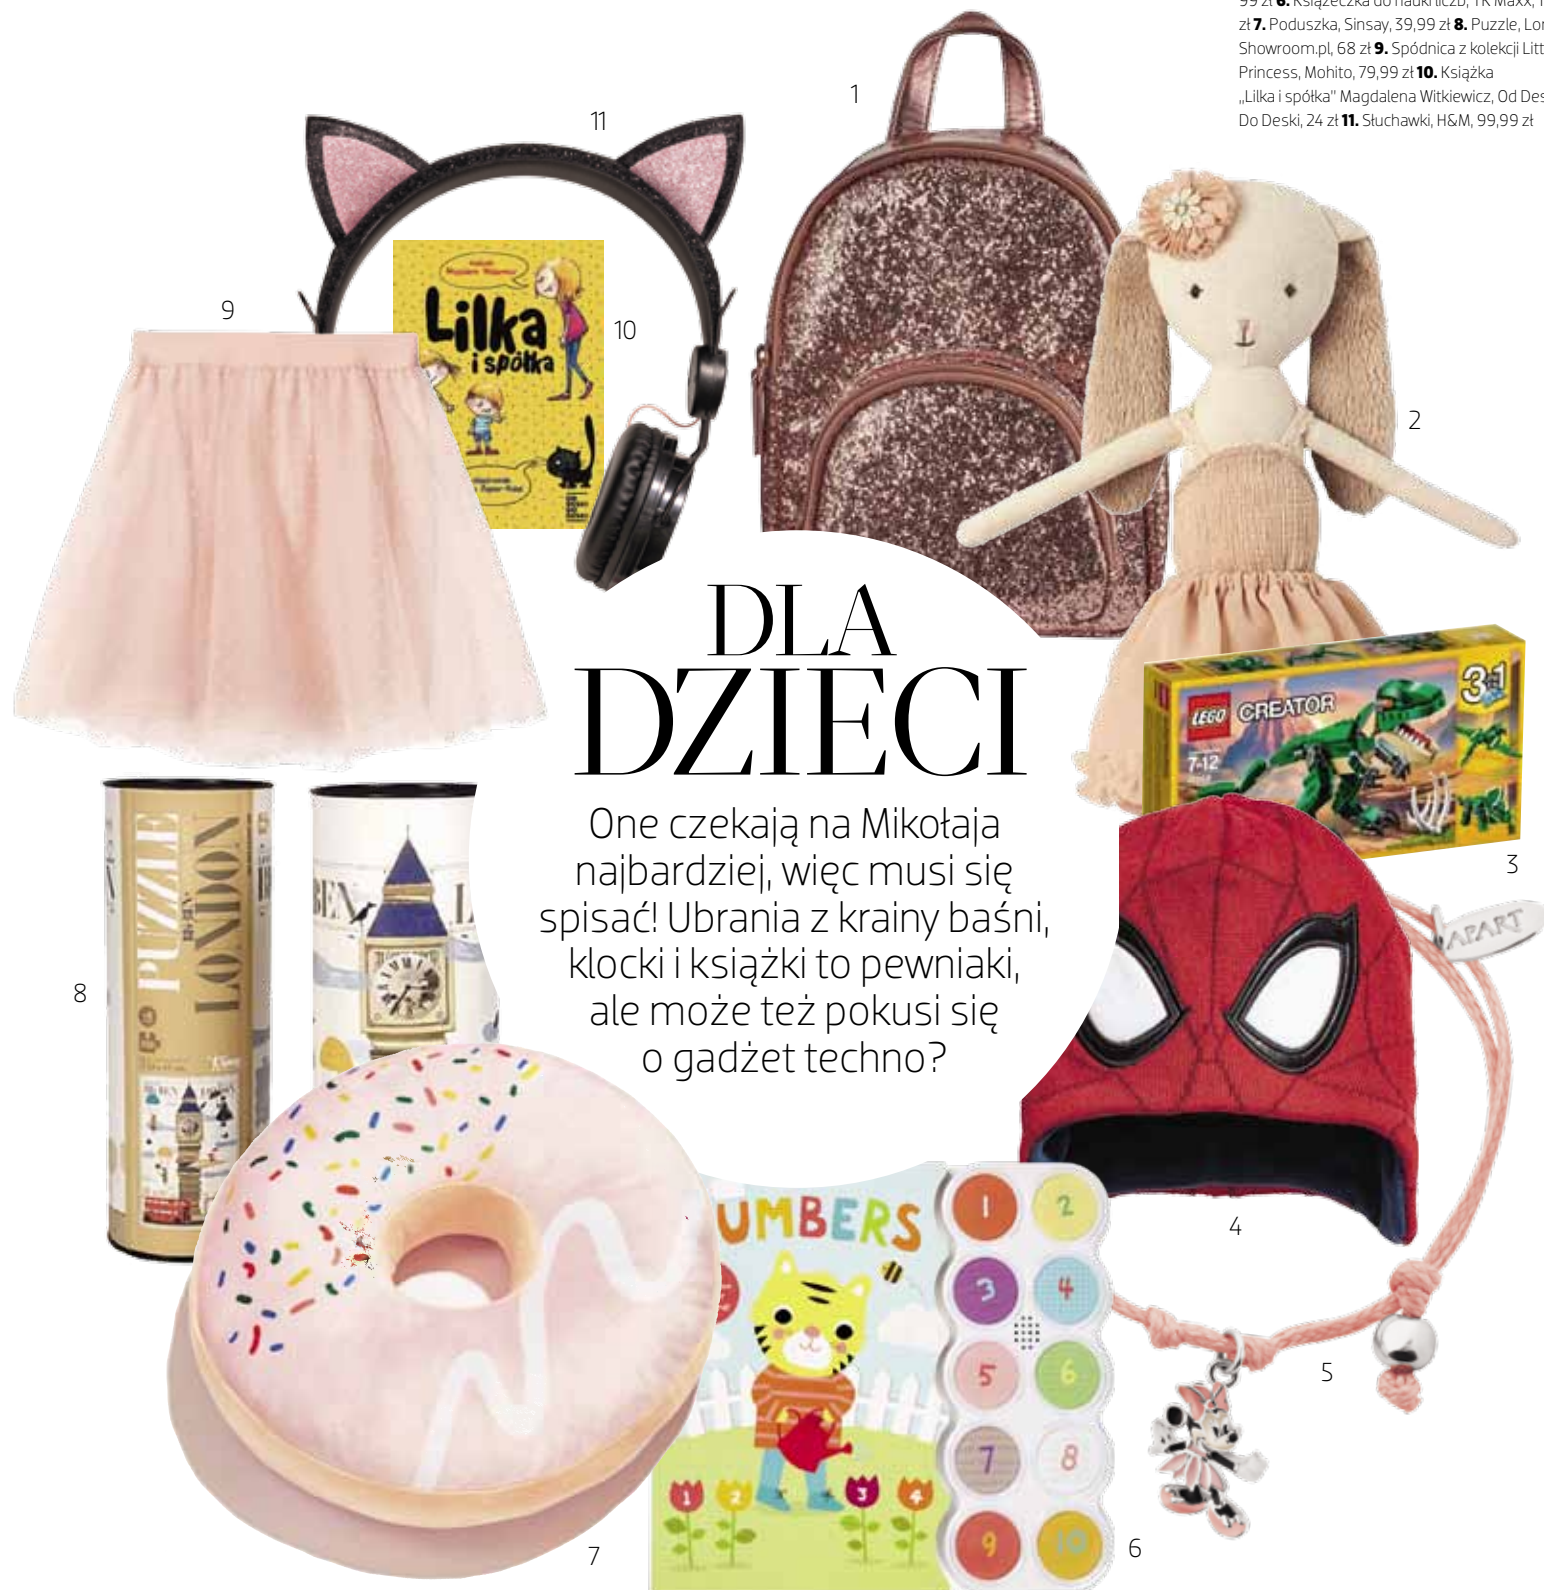 99 zł 6. Książeczka do nauki liczb, TK Maxx,
zł 7. Poduszka, Sinsay, 39,99 zł 8. Puzzle,
Showroom.pl, 68 zł 9. Spódnica z kolekcji
Princess, Mohito, 79,99 zł 10. Książka
„Lilka i spółka” Magdalena Witkiewicz, Od
Do Deski, 24 zł 11. Słuchawki, H&M, 99,99 zł
1
11
Lilka
i spółka
9
10
2
DLA
DZIECI
One czekają na Mikołaja
najbardziej, więc musi się
spisać! Ubrania z krainy baśni,
klocki i książki to pewniaki,
ale może też pokusi się
o gadżet techno?
LEGO CREATOR
3in1
7-12
3
APART
PUZZLE
LONDON
8
4
UMBERS
1 2
3 4
5 6
7 8
9 10
1 2 3 4
5
6
7